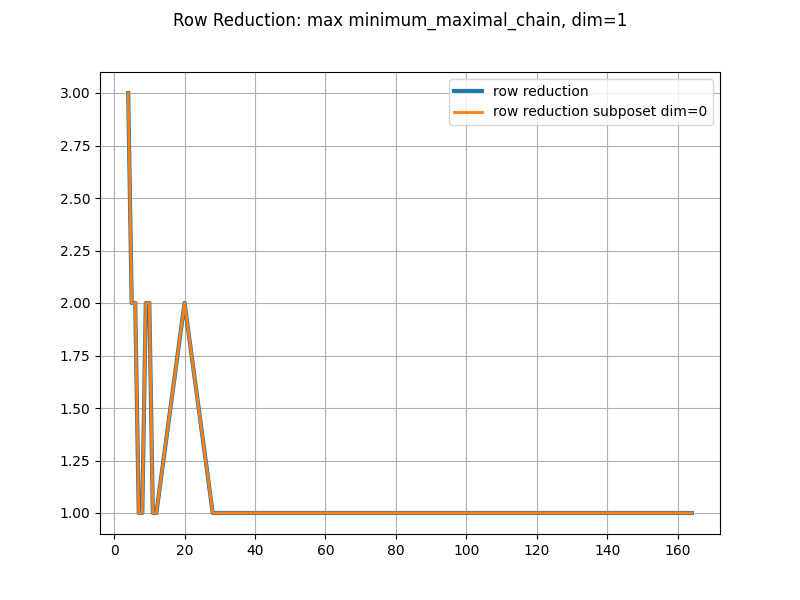 Row Reduction: max minimum_maximal_chain, dim=1
row reduction
row reduction subposet dim=0
3.00
2.75
2.50
2.25
2.00
1.75
1.50
1.25
1.00
0 20 40 60 80 100 120 140 160